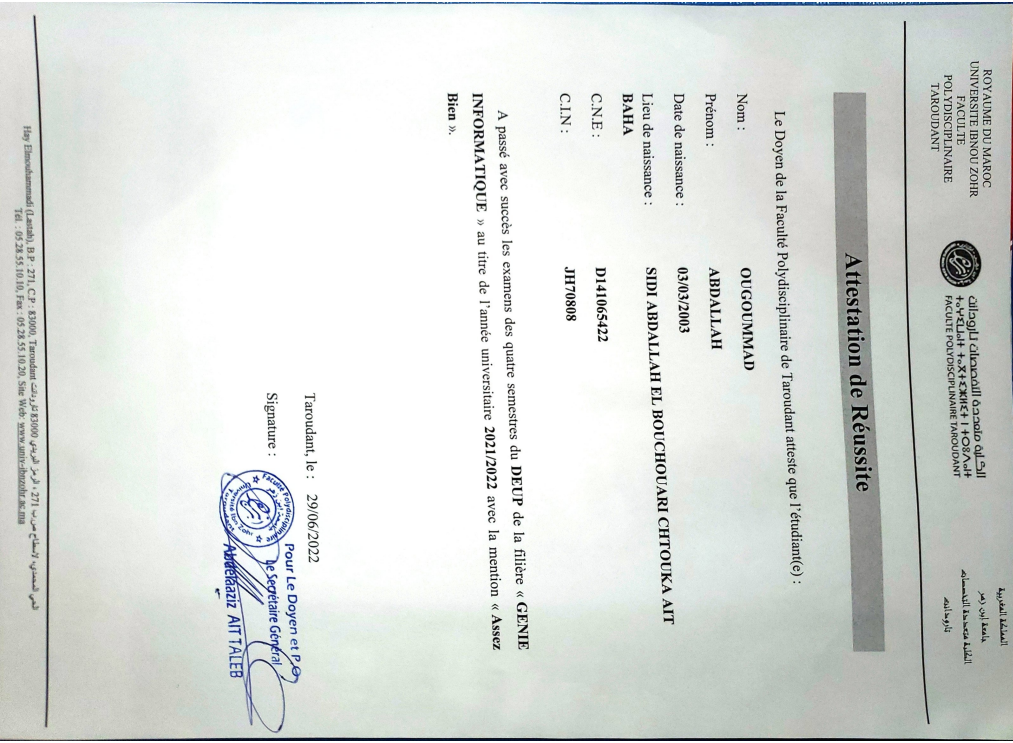 ROYAUME DU MAROC
UNIVERSITE IBNOU ZOHR
FACULTE
POLYDISCIPLINAIRE
TAROUDANT
الكلية متعددة التخصصات تارودانت
FACULTE POLYDISCIPLINAIRE TAROUDANT
المملكة المغربية
جامعة ابن زهر
الكلية متعددة التخصصات
تارودانت
Attestation de Réussite
Le Doyen de la Faculté Polydisciplinaire de Taroudant atteste que l'étudiant(e) :
Nom : OUGOUMMAD
Prénom : ABDALLAH
Date de naissance : 03/03/2003
Lieu de naissance : SIDI ABDALLAH EL BOUCHOUARI CHTOUKA AIT
BAHA
C.N.E : D141065422
C.I.N : JH70808
A passé avec succès les examens des quatre semestres du DEUP de la filière « GENIE
INFORMATIQUE » au titre de l'année universitaire 2021/2022 avec la mention « Assez
Bien ».
Taroudant, le : 29/06/2022
Signature :
Pour Le Doyen et P.O
Le Secrétaire Général
Abdelaaziz AIT TALEB
Faculté Polydisciplinaire
Université Ibn Zohr
Taroudant
الحي المحمدي، لاسطاح ص ب 271 ، الرمز البريدي 83000 تارودانت Hay Elmouhammadi (Lastah), B.P : 271, C.P : 83000, Taroudant
Tél. : 05.28.55.10.10, Fax : 05.28.55.10.20, Site Web: www.univ-ibnzohr.ac.ma